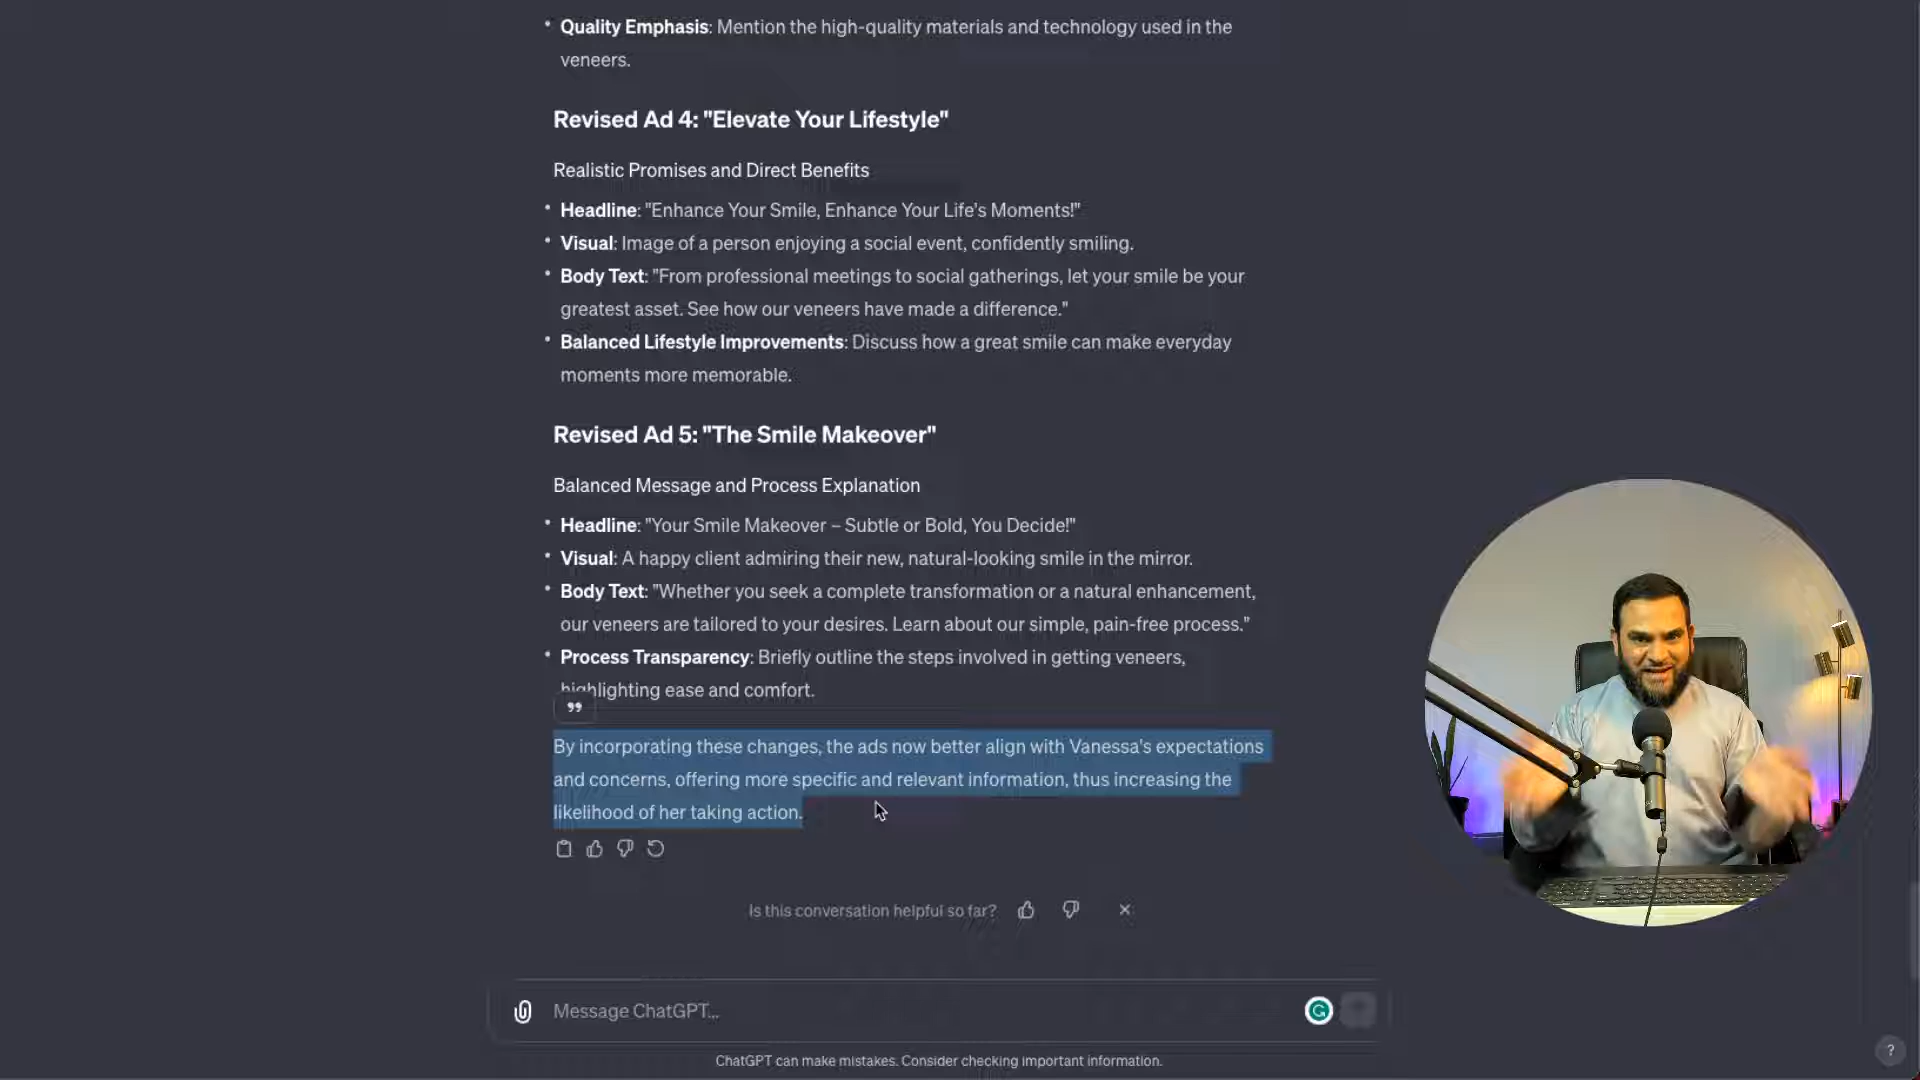 Quality Emphasis: Mention the high-quality materials and technology used in the
veneers.
Revised Ad 4: "Elevate Your Lifestyle"
Realistic Promises and Direct Benefits
Headline: "Enhance Your Smile, Enhance Your Life's Moments!"
Visual: Image of a person enjoying a social event, confidently smiling.
Body Text: "From professional meetings to social gatherings, let your smile be your
greatest asset. See how our veneers have made a difference."
Balanced Lifestyle Improvements: Discuss how a great smile can make everyday
moments more memorable.
Revised Ad 5: "The Smile Makeover"
Balanced Message and Process Explanation
Headline: "Your Smile Makeover – Subtle or Bold, You Decide!"
Visual: A happy client admiring their new, natural-looking smile in the mirror.
Body Text: "Whether you seek a complete transformation or a natural enhancement,
our veneers are tailored to your desires. Learn about our simple, pain-free process."
Process Transparency: Briefly outline the steps involved in getting veneers,
highlighting ease and comfort.
By incorporating these changes, the ads now better align with Vanessa's expectations
and concerns, offering more specific and relevant information, thus increasing the
likelihood of her taking action.
Is this conversation helpful so far?
Message ChatGPT...
ChatGPT can make mistakes. Consider checking important information.
?